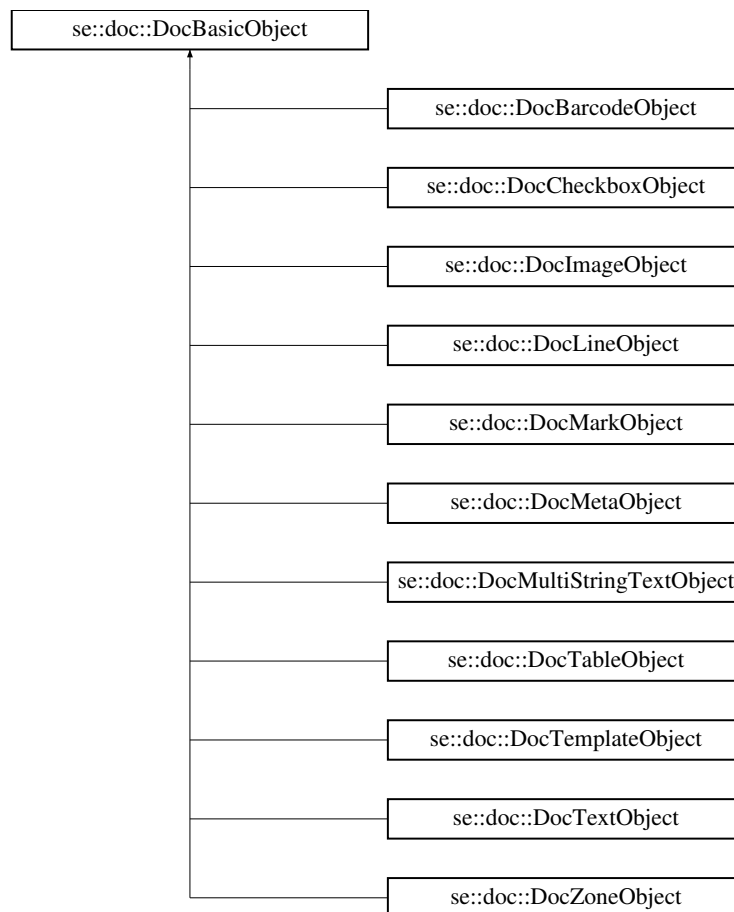 se::doc::DocBasicObject
se::doc::DocBarcodeObject
se::doc::DocCheckboxObject
se::doc::DocImageObject
se::doc::DocLineObject
se::doc::DocMarkObject
se::doc::DocMetaObject
se::doc::DocMultiStringTextObject
se::doc::DocTableObject
se::doc::DocTemplateObject
se::doc::DocTextObject
se::doc::DocZoneObject